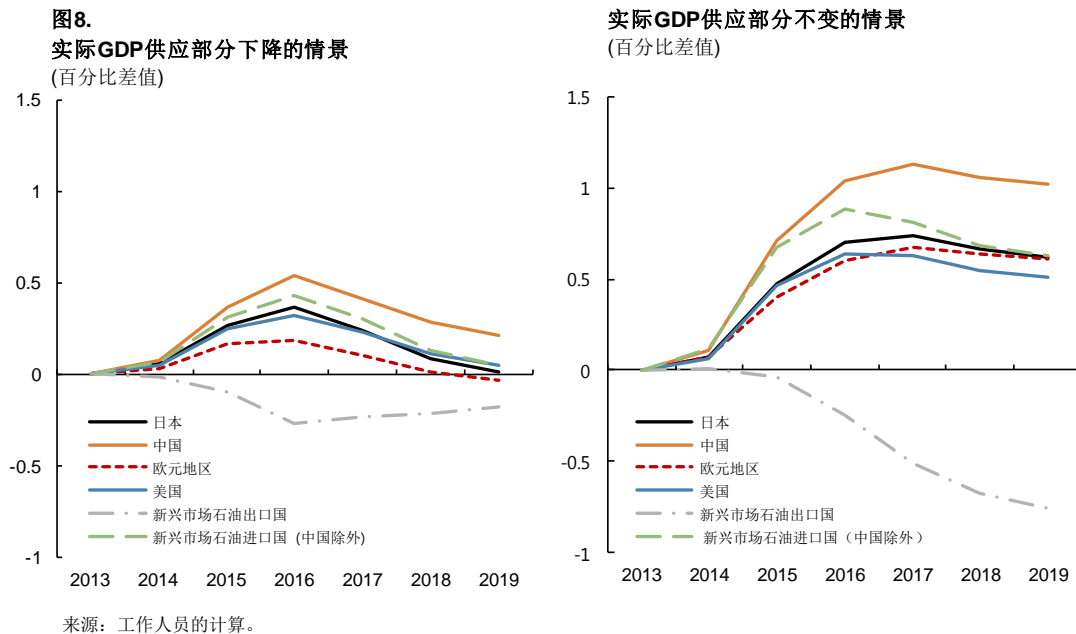 图8.
实际GDP供应部分下降的情景
(百分比差值)
1.5
1
0.5
0
-0.5
-1
日本
中国
欧元地区
美国
新兴市场石油出口国
新兴市场石油进口国 (中国除外)
2013 2014 2015 2016 2017 2018 2019
实际GDP供应部分不变的情景
(百分比差值)
1.5
1
0.5
0
-0.5
-1
日本
中国
欧元地区
美国
新兴市场石油出口国
新兴市场石油进口国（中国除外）
2013 2014 2015 2016 2017 2018 2019
来源：工作人员的计算。